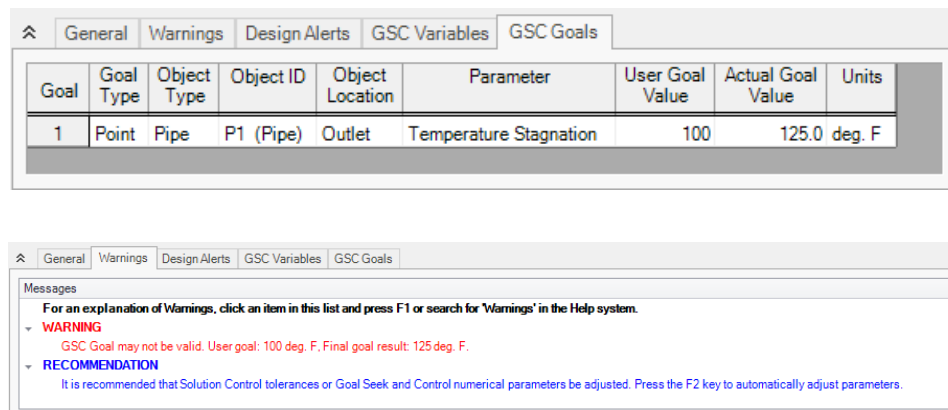 General Warnings Design Alerts GSC Variables GSC Goals
Goal Goal Type Object Type Object ID Object Location Parameter User Goal Value Actual Goal Value Units
1 Point Pipe P1 (Pipe) Outlet Temperature Stagnation 100 125.0 deg. F
General Warnings Design Alerts GSC Variables GSC Goals
Messages
For an explanation of Warnings, click an item in this list and press F1 or search for 'Warnings' in the Help system.
WARNING
GSC Goal may not be valid. User goal: 100 deg. F, Final goal result: 125 deg. F.
RECOMMENDATION
It is recommended that Solution Control tolerances or Goal Seek and Control numerical parameters be adjusted. Press the F2 key to automatically adjust parameters.